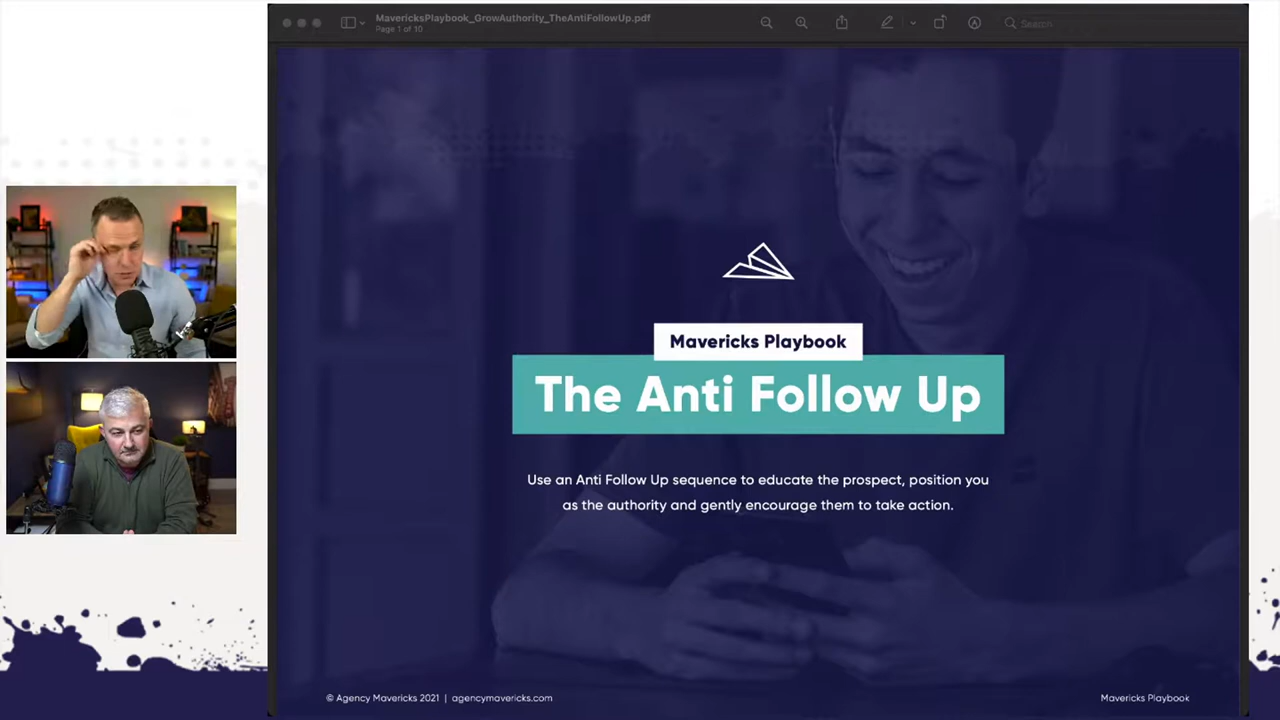 MavericksPlaybook_GrowAuthority_TheAntiFollowUp.pdf
Page 1 of 10
Search
Mavericks Playbook
The Anti Follow Up
Use an Anti Follow Up sequence to educate the prospect, position you
as the authority and gently encourage them to take action.
© Agency Mavericks 2021 | agencymavericks.com
Mavericks Playbook